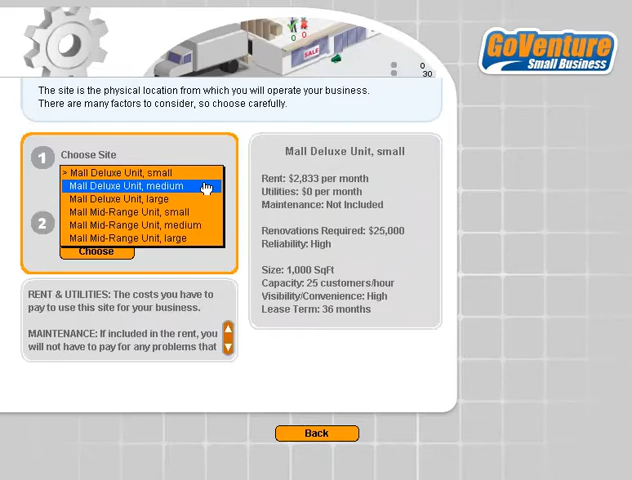 GoVenture
Small Business
SALE
0
30
The site is the physical location from which you will operate your business.
There are many factors to consider, so choose carefully.
1
Choose Site
> Mall Deluxe Unit, small
Mall Deluxe Unit, medium
Mall Deluxe Unit, large
Mall Mid-Range Unit, small
Mall Mid-Range Unit, medium
Mall Mid-Range Unit, large
2
Choose
RENT & UTILITIES: The costs you have to
pay to use this site for your business.
MAINTENANCE: If included in the rent, you
will not have to pay for any problems that
Mall Deluxe Unit, small
Rent: $2,833 per month
Utilities: $0 per month
Maintenance: Not Included
Renovations Required: $25,000
Reliability: High
Size: 1,000 SqFt
Capacity: 25 customers/hour
Visibility/Convenience: High
Lease Term: 36 months
Back